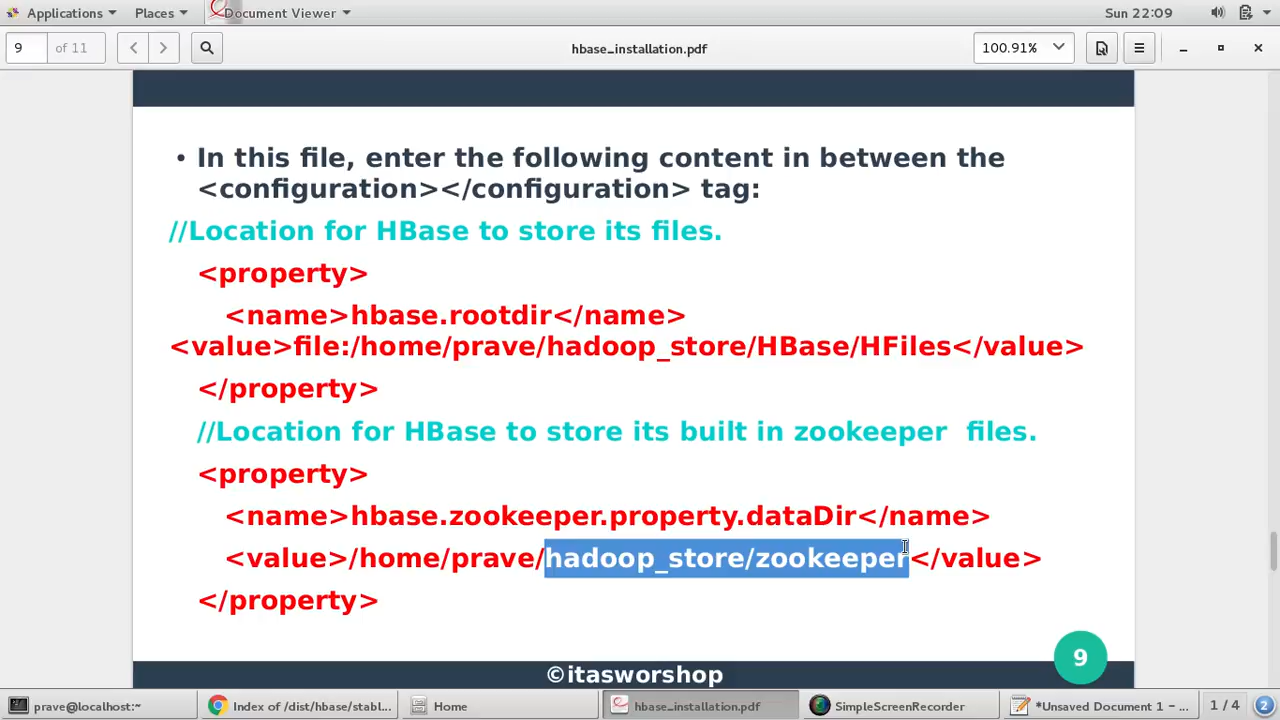 Applications Places Document Viewer Sun 22:09
9 of 11 hbase_installation.pdf 100.91%
• In this file, enter the following content in between the
<configuration></configuration> tag:
//Location for HBase to store its files.
<property>
<name>hbase.rootdir</name>
<value>file:/home/prave/hadoop_store/HBase/HFiles</value>
</property>
//Location for HBase to store its built in zookeeper files.
<property>
<name>hbase.zookeeper.property.dataDir</name>
<value>/home/prave/hadoop_store/zookeeper</value>
</property>
9
©itasworshop
prave@localhost:~ Index of /dist/hbase/stabl... Home hbase_installation.pdf SimpleScreenRecorder *Unsaved Document 1 – ... 1 / 4 2